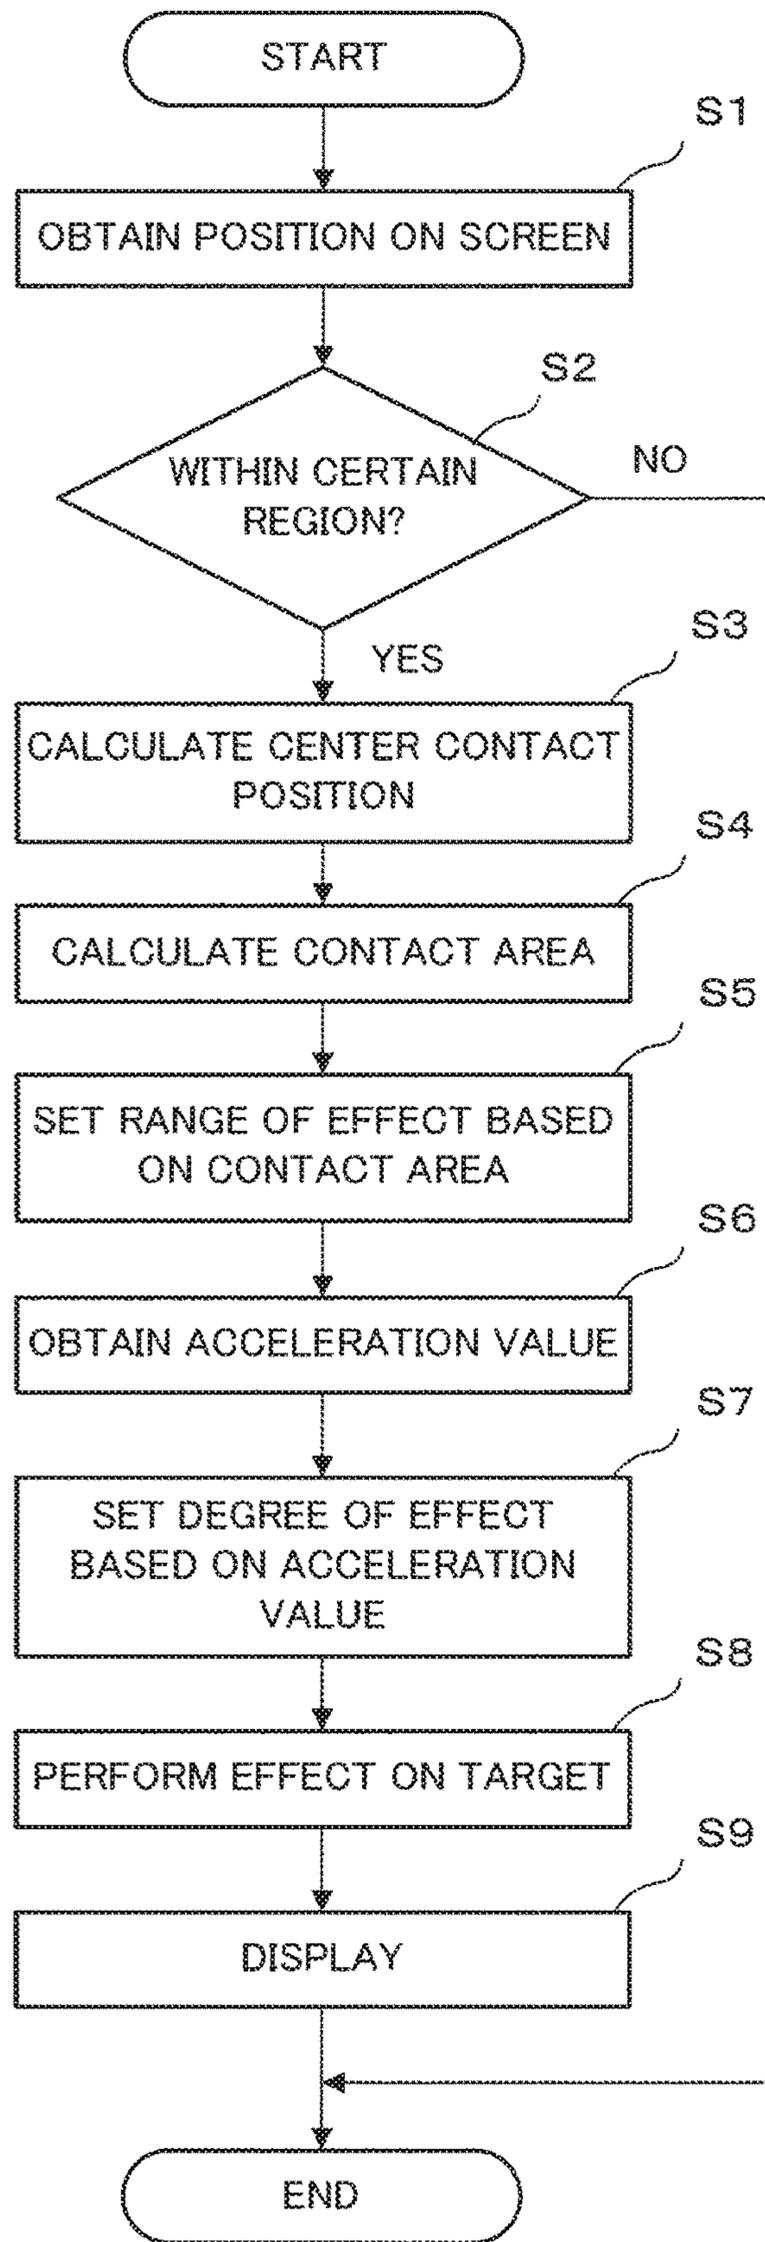 START
S1
OBTAIN POSITION ON SCREEN
S2
WITHIN CERTAIN
REGION?
NO
YES
S3
CALCULATE CENTER CONTACT
POSITION
S4
CALCULATE CONTACT AREA
S5
SET RANGE OF EFFECT BASED
ON CONTACT AREA
S6
OBTAIN ACCELERATION VALUE
S7
SET DEGREE OF EFFECT
BASED ON ACCELERATION
VALUE
S8
PERFORM EFFECT ON TARGET
S9
DISPLAY
END